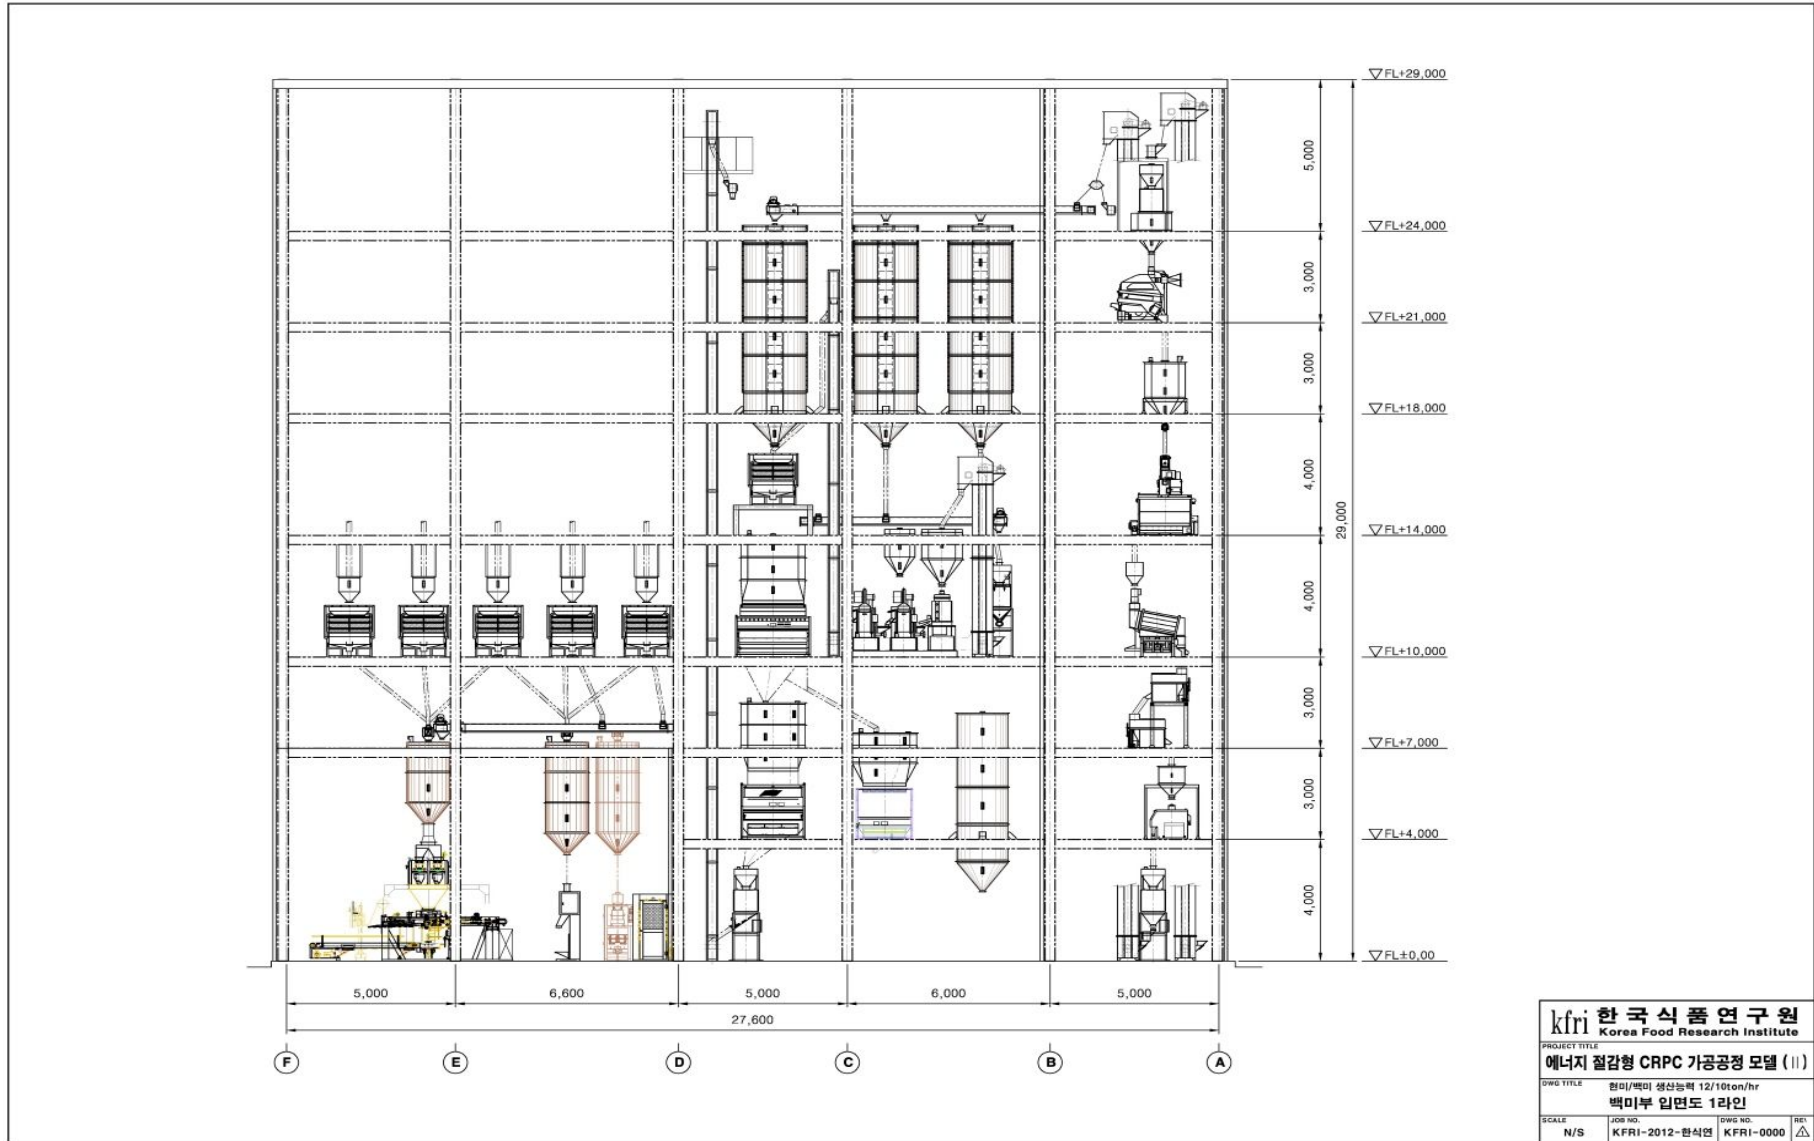 ▽FL+29,000
5,000
▽FL+24,000
3,000
▽FL+21,000
3,000
▽FL+18,000
4,000
29,000
▽FL+14,000
4,000
▽FL+10,000
3,000
▽FL+7,000
3,000
▽FL+4,000
4,000
▽FL±0,00
5,000 6,600 5,000 6,000 5,000
27,600
F E D C B A
kfri 한국식품연구원
Korea Food Research Institute
PROJECT TITLE
에너지 절감형 CRPC 가공공정 모델 (II)
DWG TITLE 현미/백미 생산능력 12/10ton/hr
백미부 입면도 1라인
SCALE JOB NO. DWG NO. REV
N/S KFRI-2012-한식연 KFRI-0000